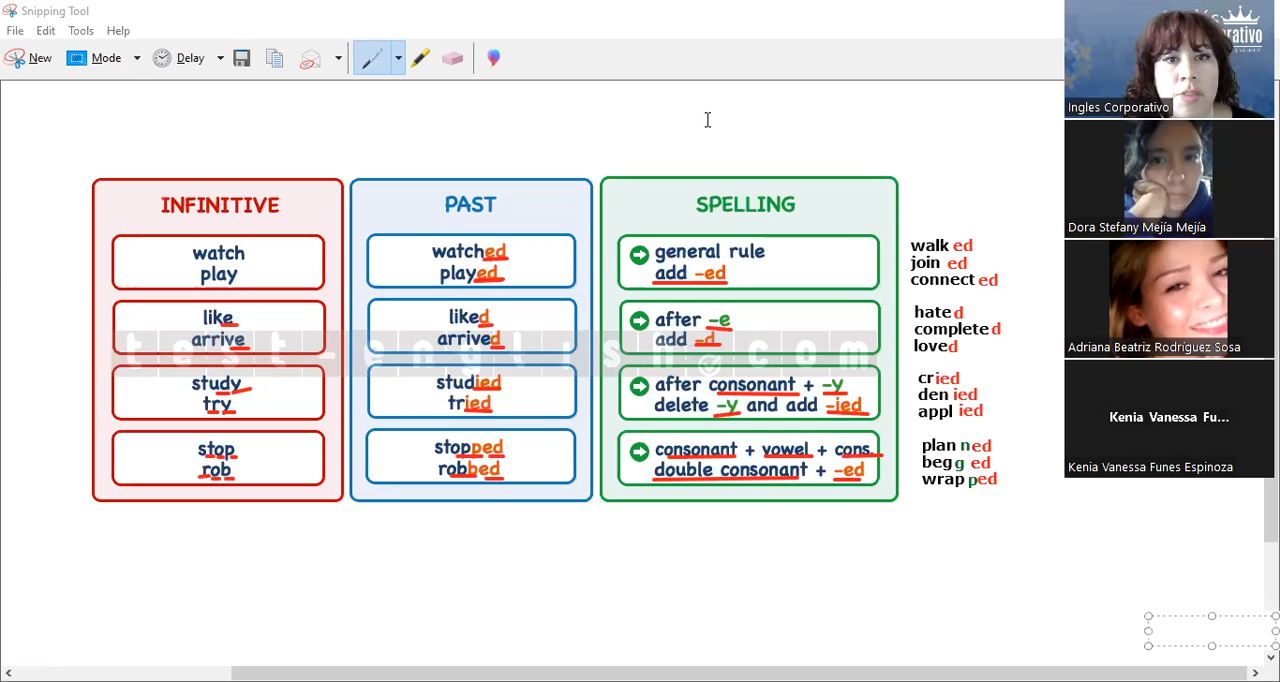 Snipping Tool
File Edit Tools Help
New Mode Delay
INFINITIVE
watch
play
like
arrive
study
try
stop
rob
PAST
watched
played
liked
arrived
studied
tried
stopped
robbed
SPELLING
general rule
add -ed
after -e
add -d
after consonant + -y
delete -y and add -ied
consonant + vowel + cons.
double consonant + -ed
test-english.com
walk ed
join ed
connect ed
hated
completed
loved
cried
den ied
appl ied
plan ned
begg ed
wrap ped
Ingles Corporativo
Dora Stefany Mejía Mejía
Adriana Beatriz Rodríguez Sosa
Kenia Vanessa Fu...
Kenia Vanessa Funes Espinoza